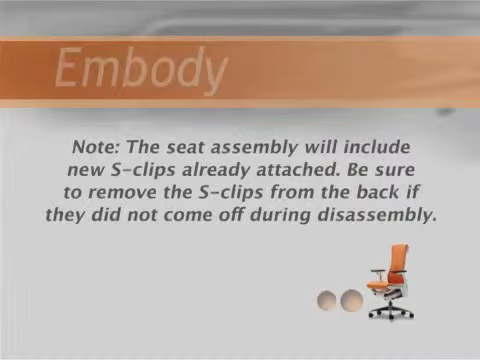 Embody
Note: The seat assembly will include
new S-clips already attached. Be sure
to remove the S-clips from the back if
they did not come off during disassembly.